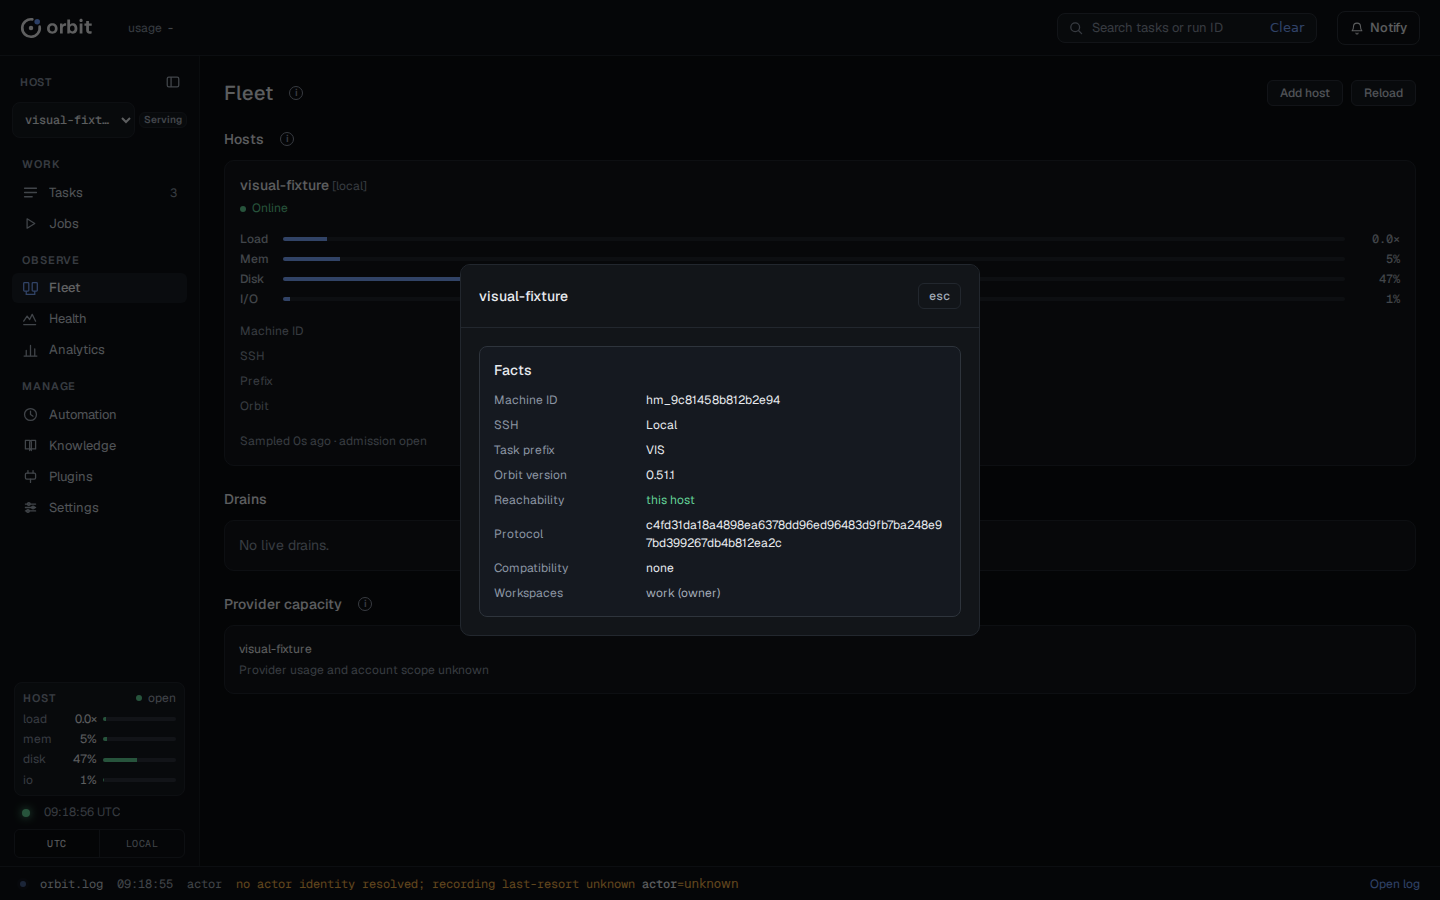 orbit
usage -
Search tasks or run ID
Clear
Notify
HOST
visual-fixt…
Serving
WORK
Tasks 3
Jobs
OBSERVE
Fleet
Health
Analytics
MANAGE
Automation
Knowledge
Plugins
Settings
HOST open
load 0.0×
mem 5%
disk 47%
io 1%
09:18:56 UTC
UTC LOCAL
Fleet
Add host
Reload
Hosts
visual-fixture [local]
Online
Load 0.0×
Mem 5%
Disk 47%
I/O 1%
Machine ID
SSH
Prefix
Orbit
Sampled 0s ago · admission open
Drains
No live drains.
Provider capacity
visual-fixture
Provider usage and account scope unknown
visual-fixture
esc
Facts
Machine ID hm_9c81458b812b2e94
SSH Local
Task prefix VIS
Orbit version 0.51.1
Reachability this host
Protocol c4fd31da18a4898ea6378dd96ed96483d9fb7ba248e9
7bd399267db4b812ea2c
Compatibility none
Workspaces work (owner)
orbit.log 09:18:55 actor no actor identity resolved; recording last-resort unknown actor=unknown
Open log